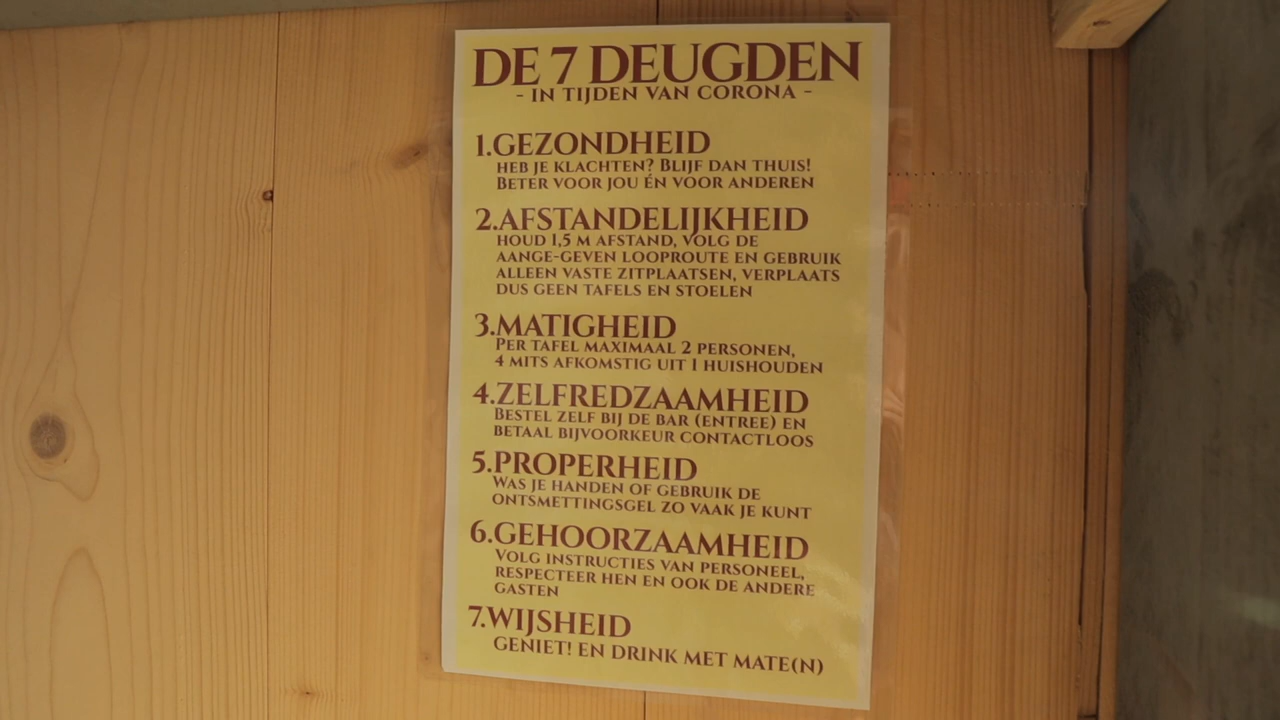 DE 7 DEUGDEN
- IN TIJDEN VAN CORONA -
1.GEZONDHEID
HEB JE KLACHTEN? BLIJF DAN THUIS!
BETER VOOR JOU ÉN VOOR ANDEREN
2.AFSTANDELIJKHEID
HOUD 1,5 M AFSTAND, VOLG DE
AANGE-GEVEN LOOPROUTE EN GEBRUIK
ALLEEN VASTE ZITPLAATSEN, VERPLAATS
DUS GEEN TAFELS EN STOELEN
3.MATIGHEID
PER TAFEL MAXIMAAL 2 PERSONEN,
4 MITS AFKOMSTIG UIT 1 HUISHOUDEN
4.ZELFREDZAAMHEID
BESTEL ZELF BIJ DE BAR (ENTREE) EN
BETAAL BIJVOORKEUR CONTACTLOOS
5.PROPERHEID
WAS JE HANDEN OF GEBRUIK DE
ONTSMETTINGSGEL ZO VAAK JE KUNT
6.GEHOORZAAMHEID
VOLG INSTRUCTIES VAN PERSONEEL,
RESPECTEER HEN EN OOK DE ANDERE
GASTEN
7.WIJSHEID
GENIET! EN DRINK MET MATE(N)